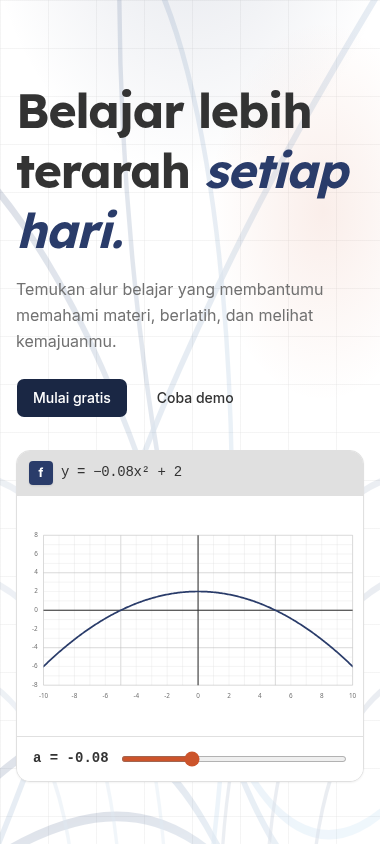 Belajar lebih
terarah setiap
hari.
Temukan alur belajar yang membantumu
memahami materi, berlatih, dan melihat
kemajuanmu.
Mulai gratis Coba demo
f y = −0.08x² + 2
8
6
4
2
0
-2
-4
-6
-8
-10 -8 -6 -4 -2 0 2 4 6 8 10
a = -0.08